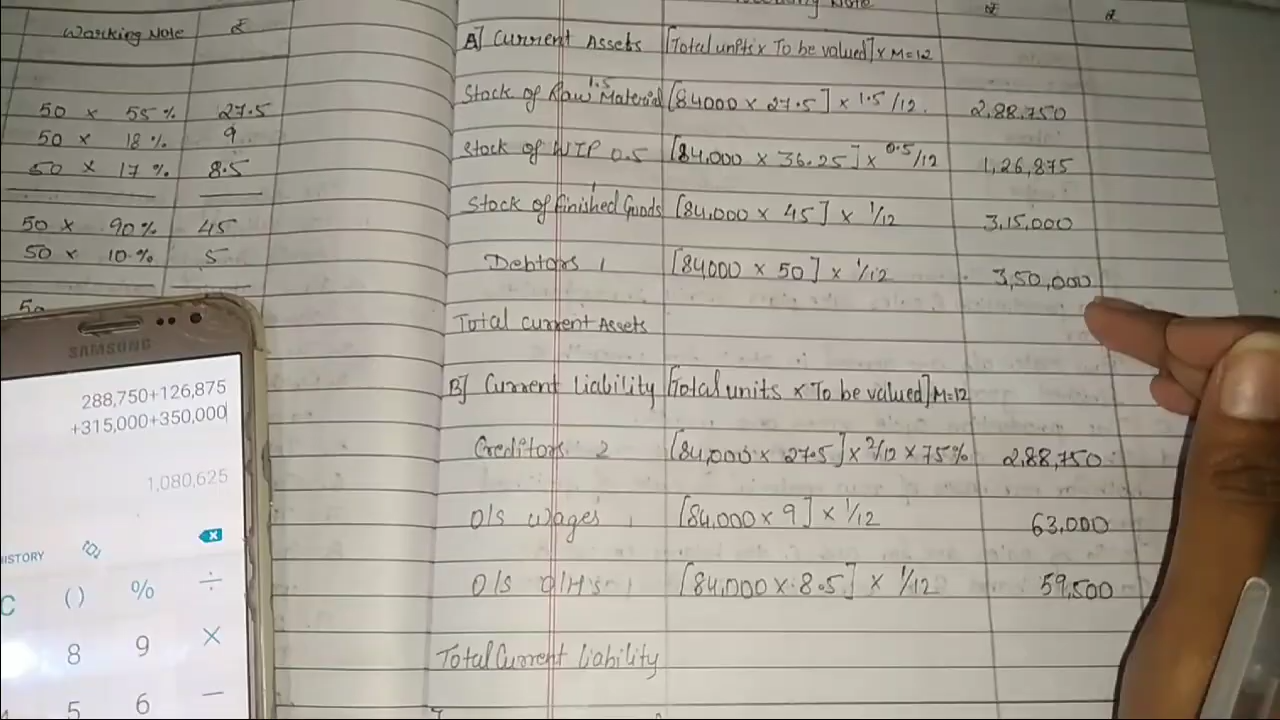 Working Note ₹
50 × 55% 27.5
50 × 18% 9
50 × 17% 8.5
50 × 90% 45
50 × 10% 5
50
Note ₹ ₹
A] Current Assets [Total units × To be valued] × M=12
Stock of Raw Material 1.5 [84000 × 27.5] × 1.5/12 2,88,750
Stock of WIP 0.5 [84,000 × 36.25] × 0.5/12 1,26,875
Stock of finished Goods 1 [84,000 × 45] × 1/12 3,15,000
Debtors 1 [84000 × 50] × 1/12 3,50,000
Total current Assets
B] Current liability [Total units × To be valued] M=12
Creditors 2 [84,000 × 27.5] × 2/12 × 75% 2,88,750
O/S wages 1 [84,000 × 9] × 1/12 63,000
O/S O/Hs 1 [84,000 × 8.5] × 1/12 59,500
Total Current liability
SAMSUNG
288,750+126,875
+315,000+350,000
1,080,625
HISTORY
C () % ÷
8 9 ×
5 6 −